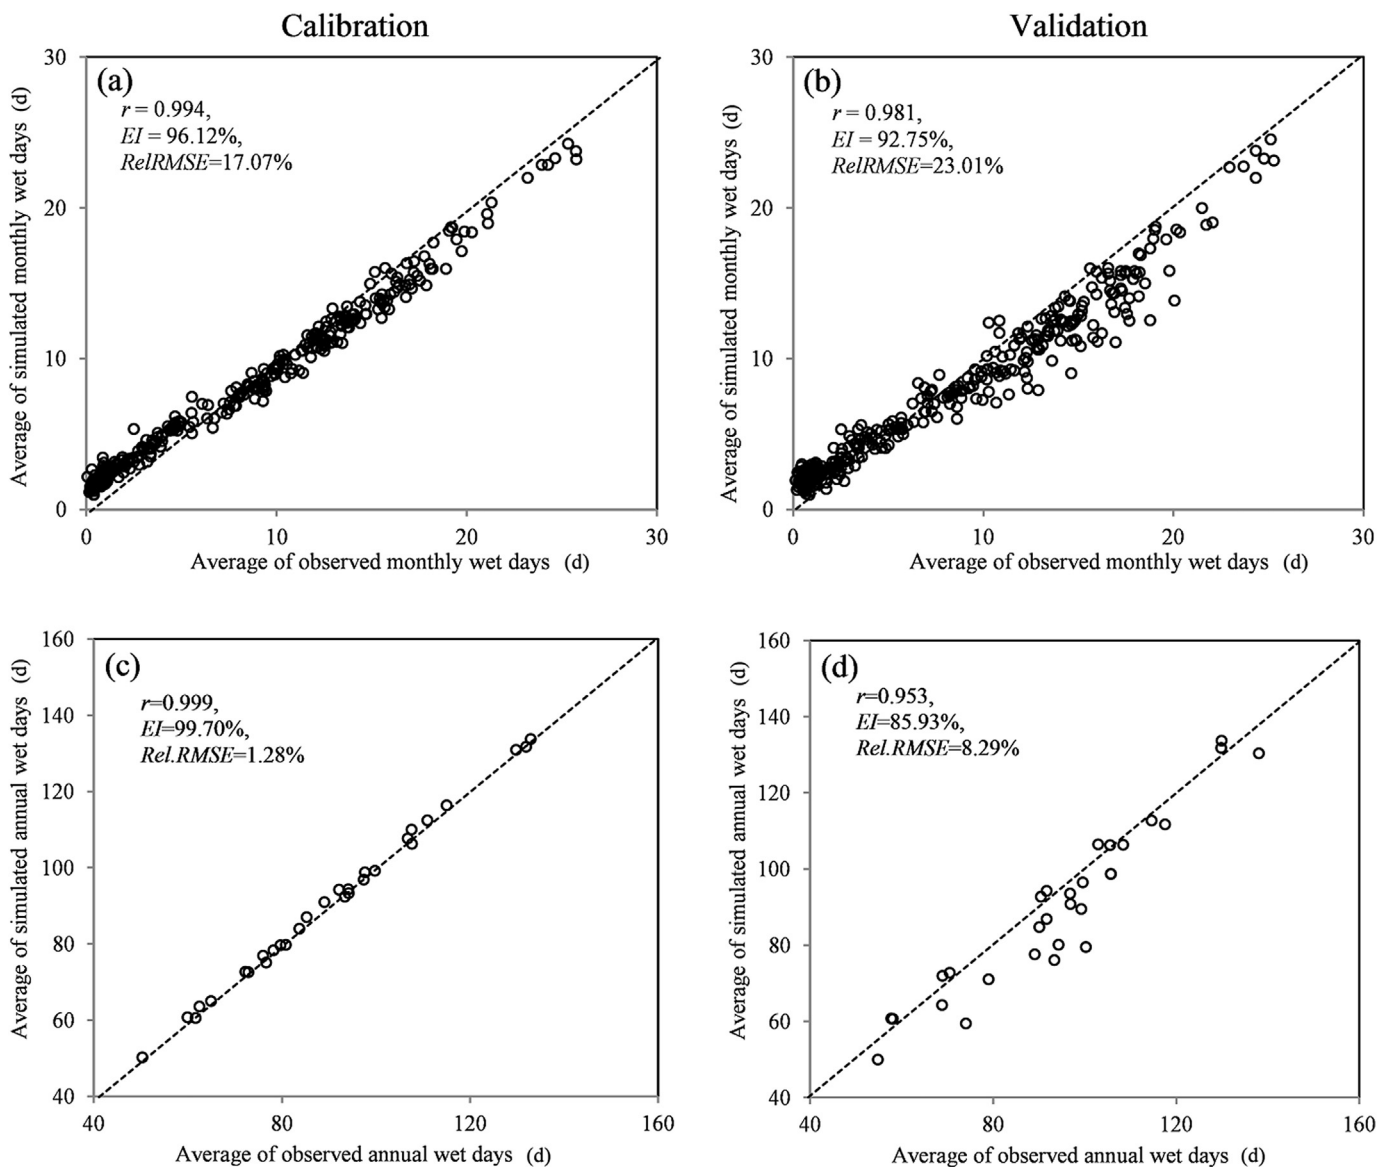 Calibration
Validation
(a)
r = 0.994,
EI = 96.12%,
RelRMSE=17.07%
30
20
10
0
0 10 20 30
Average of simulated monthly wet days (d)
Average of observed monthly wet days (d)
(b)
r = 0.981,
EI = 92.75%,
RelRMSE=23.01%
30
20
10
0
0 10 20 30
Average of simulated monthly wet days (d)
Average of observed monthly wet days (d)
(c)
r=0.999,
EI=99.70%,
Rel.RMSE=1.28%
160
140
120
100
80
60
40
40 80 120 160
Average of simulated annual wet days (d)
Average of observed annual wet days (d)
(d)
r=0.953,
EI=85.93%,
Rel.RMSE=8.29%
160
140
120
100
80
60
40
40 80 120 160
Average of simulated annual wet days (d)
Average of observed annual wet days (d)